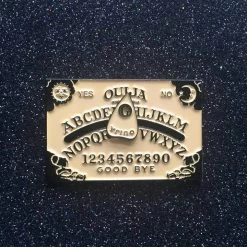 YES OUIJA NO
ABCDEFGHIJKLM
NOPQRSTUVWXYZ
1234567890
GOOD BYE